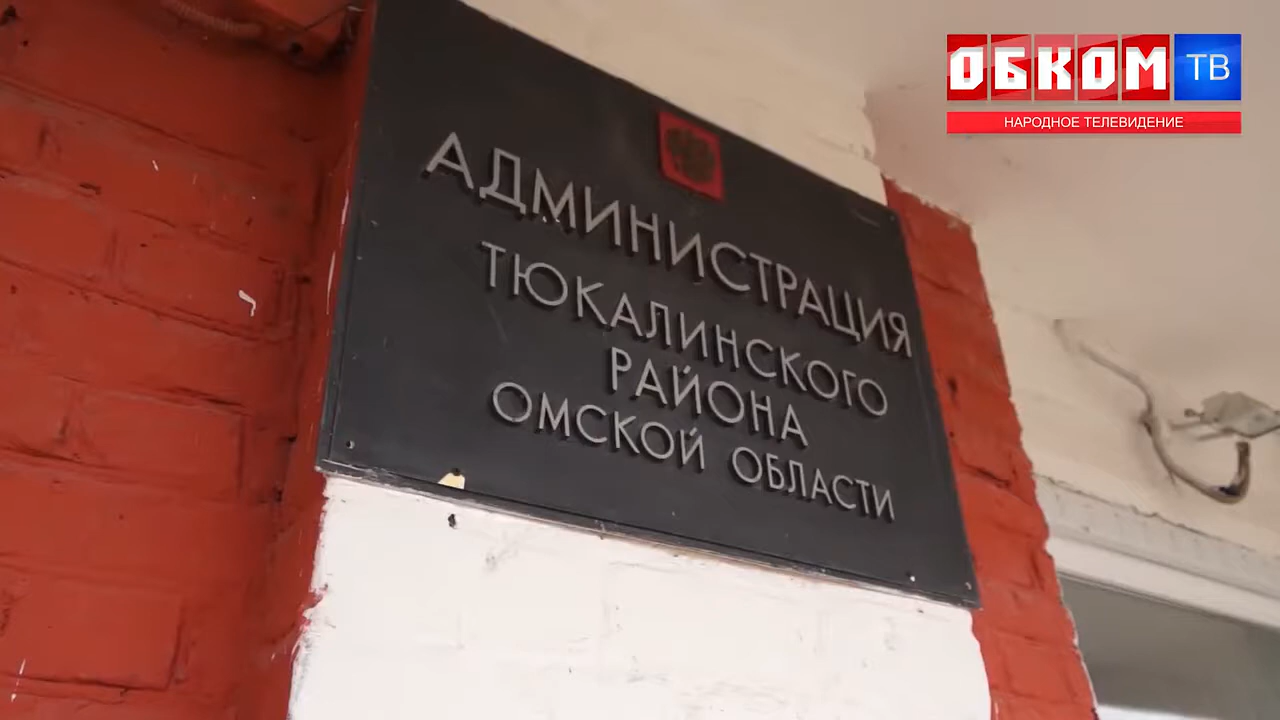 ОБКОМ ТВ
НАРОДНОЕ ТЕЛЕВИДЕНИЕ
АДМИНИСТРАЦИЯ
ТЮКАЛИНСКОГО
РАЙОНА
ОМСКОЙ ОБЛАСТИ